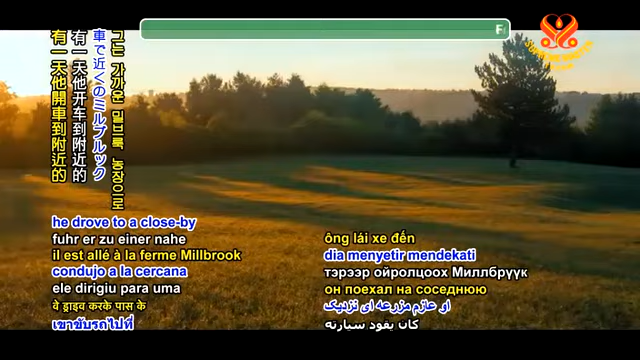 F
SUPREME MASTER
有一天他開車到附近的
有一天他开车到附近的
車で近くのミルブルック
그는 가까운 밀브룩 농장으로
he drove to a close-by
fuhr er zu einer nahe
il est allé à la ferme Millbrook
condujo a la cercana
ele dirigiu para uma
वे ड्राइव करके पास के
เขาขับรถไปที่
ông lái xe đến
dia menyetir mendekati
тэрээр ойролцоох Миллбрүүк
он поехал на соседнюю
او عازم مزرعه ای نزدیک
كان يقود سيارته